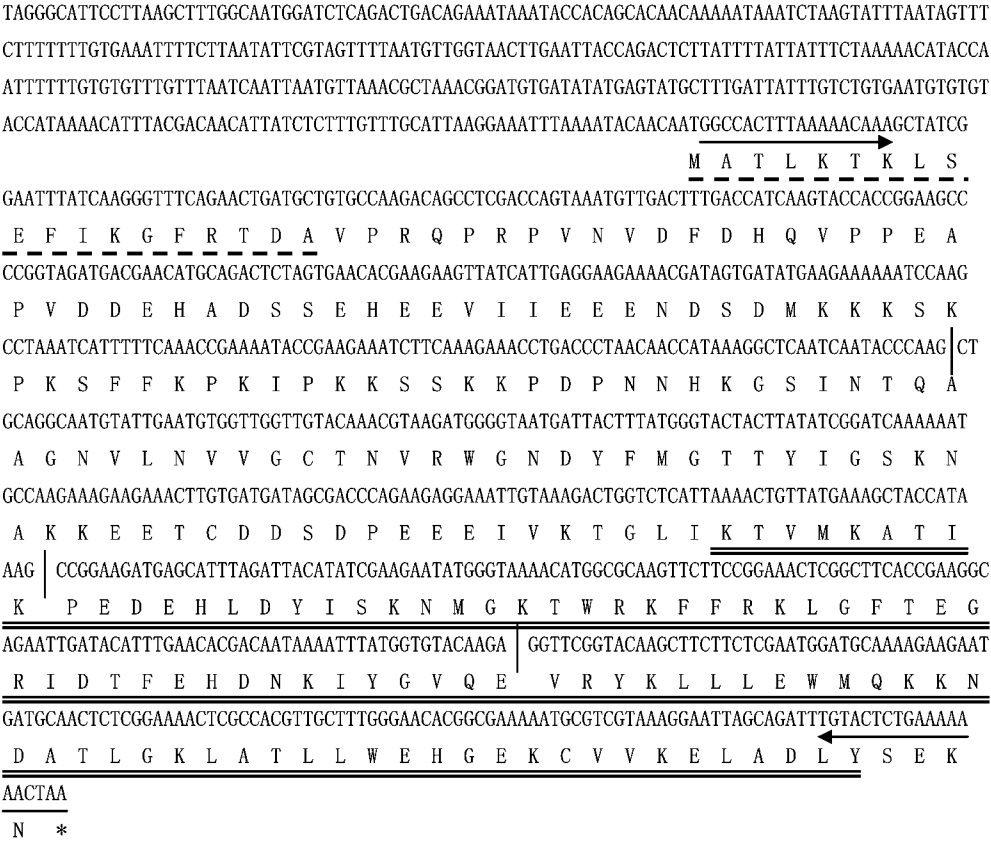 TAGGGCATTCCTTAAGCTTTGGCAATGGATCTCAGACTGACAGAAATAAATACCACAGCACAACAAAAATAAATCTAAGTATTTAATAGTTT
CTTTTTTTGTGAAATTTTCTTAATATTCGTAGTTTTAATGTTGGTAACTTGAATTACCAGACTCTTATTTTATTATTTCTAAAAACATACCA
ATTTTTTGTGTGTTTGTTTAATCAATTAATGTTAAACGCTAAACGGATGTGATATATGAGTATGCTTTGATTATTTGTCTGTGAATGTGTGT
ACCATAAAACATTTACGACAACATTATCTCTTTGTTTGCATTAAGGAAATTTAAAATACAACAATGGCCACTTTAAAAACAAAGCTATCG
M A T L K T K L S
GAATTTATCAAGGGTTTCAGAACTGATGCTGTGCCAAGACAGCCTCGACCAGTAAATGTTGACTTTGACCATCAAGTACCACCGGAAGCC
E F I K G F R T D A V P R Q P R P V N V D F D H Q V P P E A
CCGGTAGATGACGAACATGCAGACTCTAGTGAACACGAAGAAGTTATCATTGAGGAAGAAAACGATAGTGATATGAAGAAAAAATCCAAG
P V D D E H A D S S E H E E V I I E E E N D S D M K K K S K
CCTAAATCATTTTTCAAACCGAAAATACCGAAGAAATCTTCAAAGAAACCTGACCCTAACAACCATAAAGGCTCAATCAATACCCAAG CT
P K S F F K P K I P K K S S K K P D P N N H K G S I N T Q A
GCAGGCAATGTATTGAATGTGGTTGGTTGTACAAACGTAAGATGGGGTAATGATTACTTTATGGGTACTACTTATATCGGATCAAAAAAT
A G N V L N V V G C T N V R W G N D Y F M G T T Y I G S K N
GCCAAGAAAGAAGAAACTTGTGATGATAGCGACCCAGAAGAGGAAATTGTAAAGACTGGTCTCATTAAAACTGTTATGAAAGCTACCATA
A K K E E T C D D S D P E E E I V K T G L I K T V M K A T I
AAG CCGGAAGATGAGCATTTAGATTACATATCGAAGAATATGGGTAAAACATGGCGCAAGTTCTTCCGGAAACTCGGCTTCACCGAAGGC
K P E D E H L D Y I S K N M G K T W R K F F R K L G F T E G
AGAATTGATACATTTGAACACGACAATAAAATTTATGGTGTACAAGA GGTTCGGTACAAGCTTCTTCTCGAATGGATGCAAAAGAAGAAT
R I D T F E H D N K I Y G V Q E V R Y K L L L E W M Q K K N
GATGCAACTCTCGGAAAACTCGCCACGTTGCTTTGGGAACACGGCGAAAAATGCGTCGTAAAGGAATTAGCAGATTTGTACTCTGAAAAA
D A T L G K L A T L L W E H G E K C V V K E L A D L Y S E K
AACTAA
N *